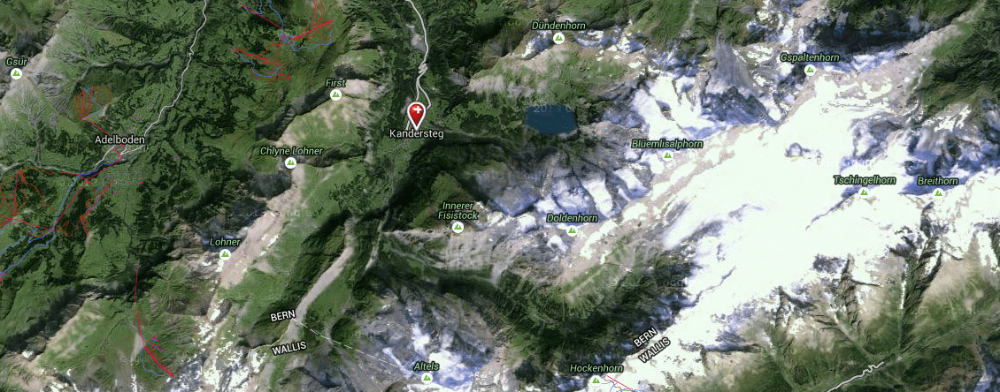 Dündenhorn
Gspaltenhorn
Gsür
First
Kandersteg
Adelboden
Blüemlisalphorn
Chlyne Lohner
Tschingelhorn
Breithorn
Innerer
Fisistock
Doldenhorn
Lohner
BERN
WALLIS
BERN
WALLIS
Altels
Hockenhorn